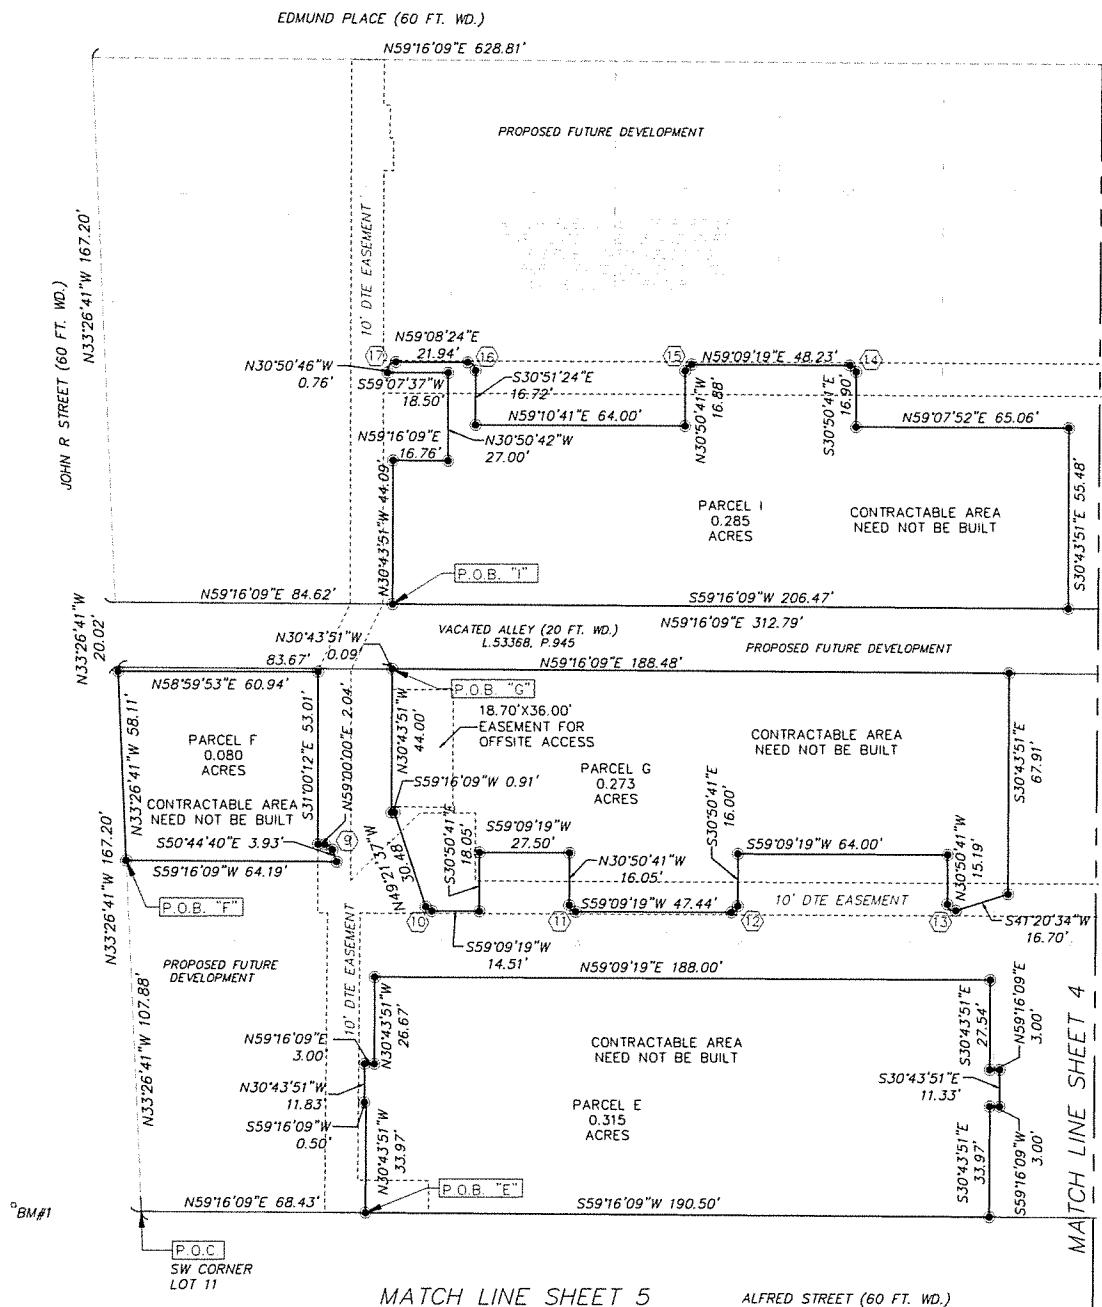 EDMUND PLACE (60 FT. WD.)
N59°16'09"E 628.81'
PROPOSED FUTURE DEVELOPMENT
JOHN R STREET (60 FT. WD.)
N33°26'41"W 167.20'
10' DTE EASEMENT
N59°08'24"E
21.94'
17
16
15
N59°09'19"E 48.23'
14
N30°50'46"W
0.76'
S59°07'37"W
18.50'
S30°51'24"E
16.72'
N59°10'41"E 64.00'
N30°50'41"W
16.88'
S30°50'41"E
16.90'
N59°07'52"E 65.06'
N59°16'09"E
16.76'
N30°50'42"W
27.00'
N30°43'51"W 44.09'
PARCEL I
0.285
ACRES
CONTRACTABLE AREA
NEED NOT BE BUILT
S30°43'51"E 55.48'
P.O.B. "I"
N59°16'09"E 84.62'
S59°16'09"W 206.47'
N59°16'09"E 312.79'
N33°26'41"W
20.02'
N30°43'51"W
0.09'
VACATED ALLEY (20 FT. WD.)
L.53368, P.945
PROPOSED FUTURE DEVELOPMENT
83.67'
N59°16'09"E 188.48'
N58°59'53"E 60.94'
P.O.B. "G"
N33°26'41"W 58.11'
PARCEL F
0.080
ACRES
S31°00'12"E 53.01'
N59°00'00"E 2.04'
N30°43'51"W
44.00'
18.70'X36.00'
EASEMENT FOR
OFFSITE ACCESS
CONTRACTABLE AREA
NEED NOT BE BUILT
S30°43'51"E
67.91'
CONTRACTABLE AREA
NEED NOT BE BUILT
S59°16'09"W 0.91'
PARCEL G
0.273
ACRES
S50°44'40"E 3.93'
9
S59°16'09"W 64.19'
N33°26'41"W 167.20'
P.O.B. "F"
N49°21'37"W
30.48'
S30°50'41"E
18.05'
S59°09'19"W
27.50'
N30°50'41"W
16.05'
S30°50'41"E
16.00'
S59°09'19"W 64.00'
N30°50'41"W
15.19'
10
11
S59°09'19"W 47.44'
12
10' DTE EASEMENT
13
S41°20'34"W
16.70'
S59°09'19"W
14.51'
PROPOSED FUTURE
DEVELOPMENT
10' DTE EASEMENT
N59°09'19"E 188.00'
N33°26'41"W 107.88'
N59°16'09"E
3.00'
N30°43'51"W
26.67'
CONTRACTABLE AREA
NEED NOT BE BUILT
S30°43'51"E
27.54'
N59°16'09"E
3.00'
N30°43'51"W
11.83'
S30°43'51"E
11.33'
S59°16'09"W
0.50'
N30°43'51"W
33.97'
PARCEL E
0.315
ACRES
S30°43'51"E
33.97'
S59°16'09"W
3.00'
MATCH LINE SHEET 4
P.O.B. "E"
BM#1
N59°16'09"E 68.43'
S59°16'09"W 190.50'
P.O.C.
SW CORNER
LOT 11
MATCH LINE SHEET 5
ALFRED STREET (60 FT. WD.)